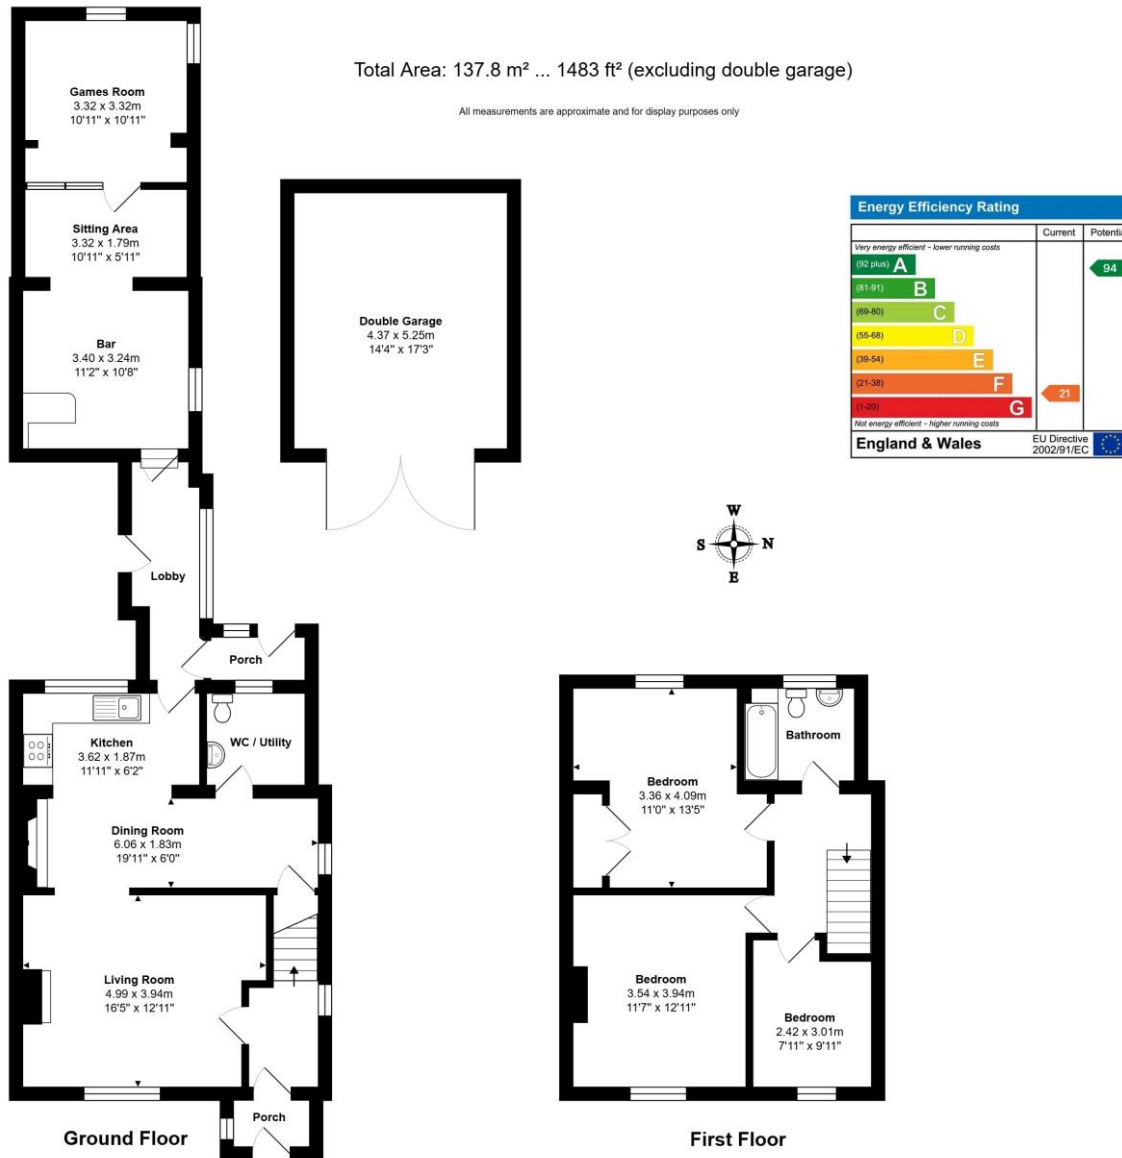 Total Area: 137.8 m² ... 1483 ft² (excluding double garage)
All measurements are approximate and for display purposes only
Games Room
3.32 x 3.32m
10'11" x 10'11"
Sitting Area
3.32 x 1.79m
10'11" x 5'11"
Bar
3.40 x 3.24m
11'2" x 10'8"
Double Garage
4.37 x 5.25m
14'4" x 17'3"
Energy Efficiency Rating
Current
Potentia
Very energy efficient - lower running costs
(92 plus) A
94
(81-91) B
(69-80) C
(55-68) D
(39-54) E
(21-38) F
21
(1-20) G
Not energy efficient - higher running costs
England & Wales
EU Directive
2002/91/EC
W
S N
E
Lobby
Porch
Kitchen
3.62 x 1.87m
11'11" x 6'2"
WC / Utility
Dining Room
6.06 x 1.83m
19'11" x 6'0"
Living Room
4.99 x 3.94m
16'5" x 12'11"
Porch
Ground Floor
Bathroom
Bedroom
3.36 x 4.09m
11'0" x 13'5"
Bedroom
3.54 x 3.94m
11'7" x 12'11"
Bedroom
2.42 x 3.01m
7'11" x 9'11"
First Floor